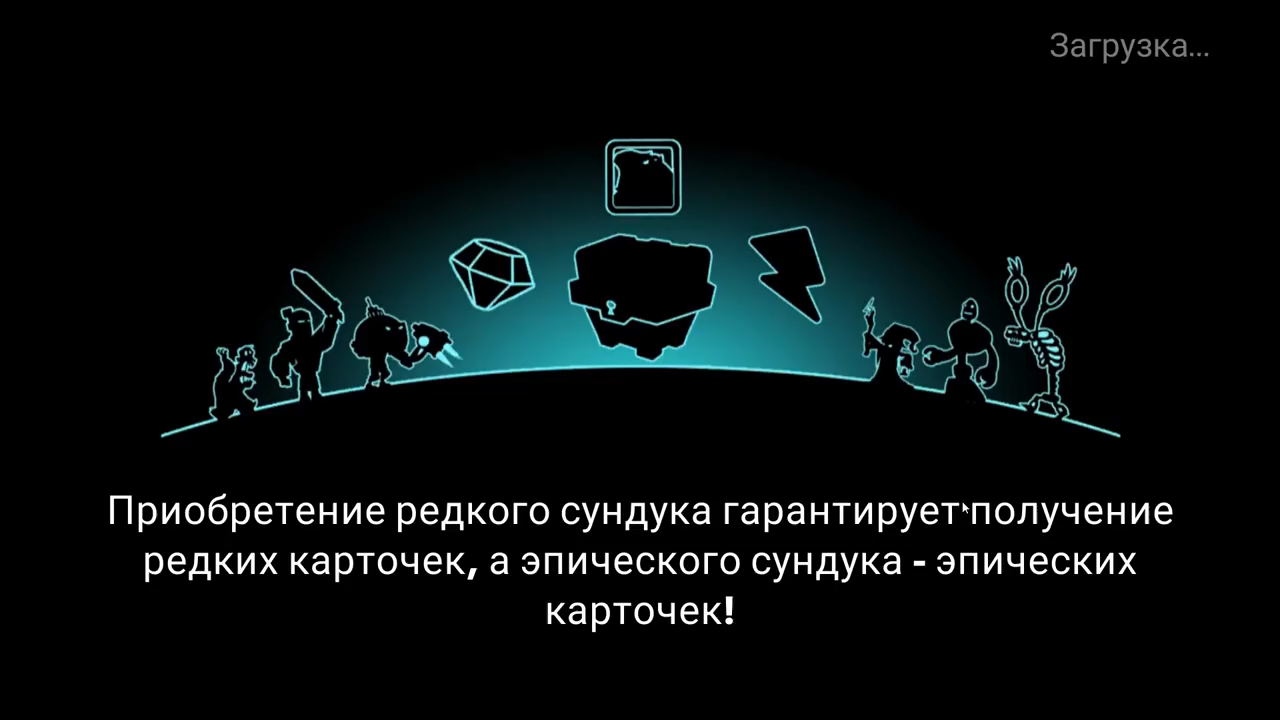 Загрузка...
Приобретение редкого сундука гарантирует получение
редких карточек, а эпического сундука - эпических
карточек!